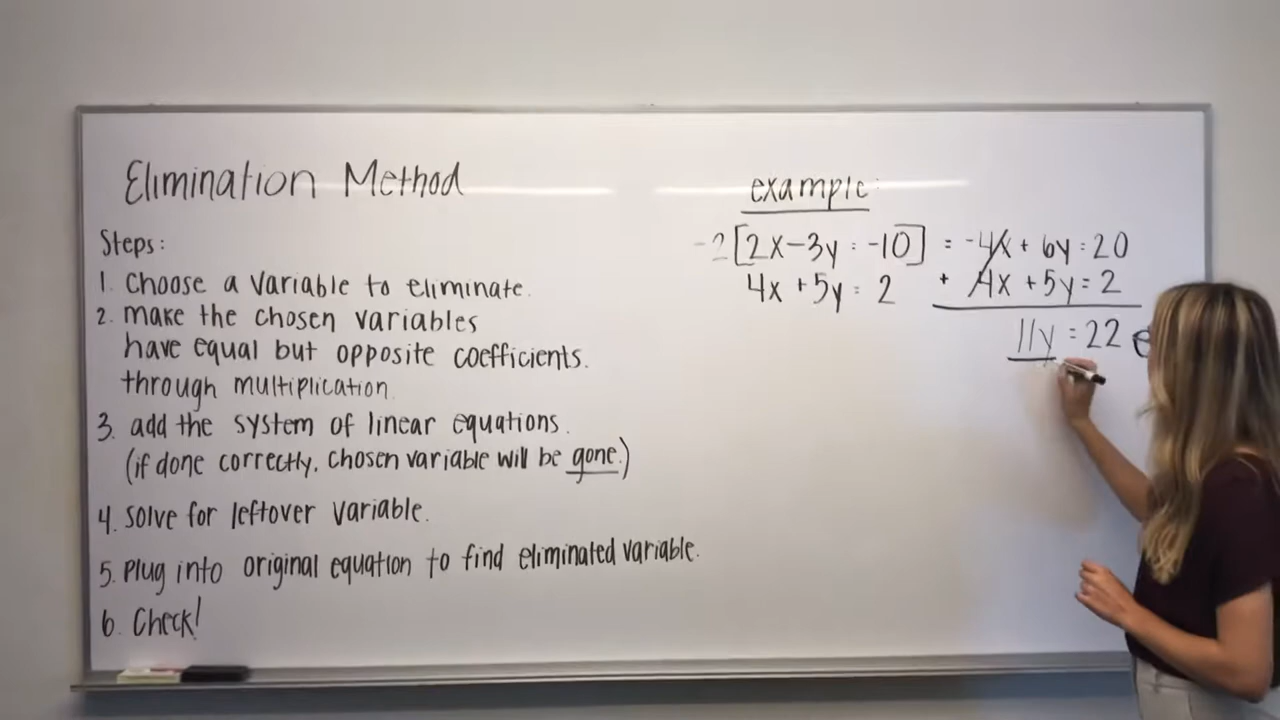 Elimination Method
Steps:
1. Choose a variable to eliminate.
2. make the chosen variables
have equal but opposite coefficients.
through multiplication.
3. add the system of linear equations.
(if done correctly, chosen variable will be gone.)
4. Solve for leftover variable.
5. Plug into original equation to find eliminated variable.
6. Check!
example:
-2[2x-3y = -10] = -4x + 6y = 20
4x + 5y = 2 + 4x + 5y = 2
11y = 22